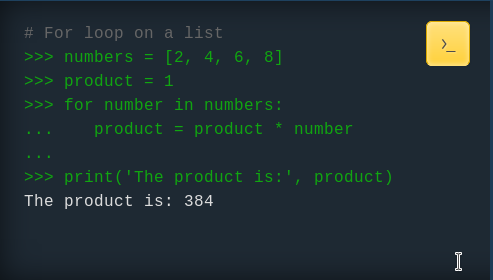 # For loop on a list
>>> numbers = [2, 4, 6, 8]
>>> product = 1
>>> for number in numbers:
...    product = product * number
...
>>> print('The product is:', product)
The product is: 384
>_